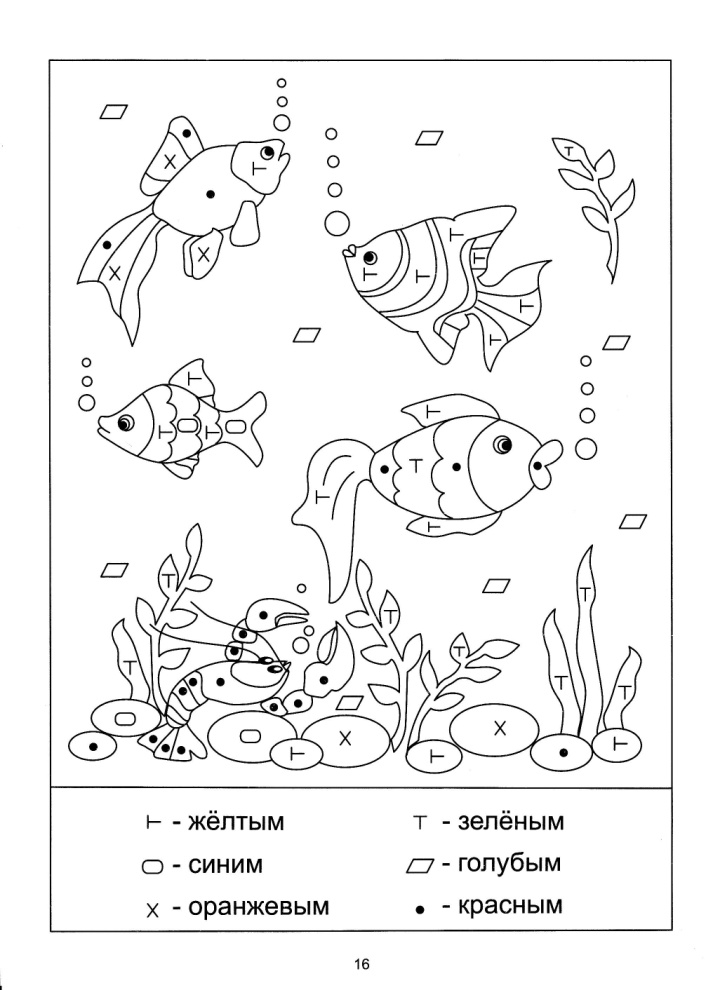 ⊢ - жёлтым
T - зелёным
- синим
- голубым
X - оранжевым
- красным
16